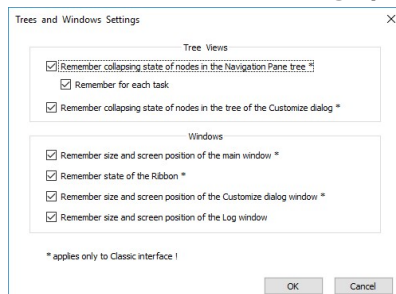 Trees and Windows Settings
Tree Views
Remember collapsing state of nodes in the Navigation Pane tree *
Remember for each task
Remember collapsing state of nodes in the tree of the Customize dialog *
Windows
Remember size and screen position of the main window *
Remember state of the Ribbon *
Remember size and screen position of the Customize dialog window *
Remember size and screen position of the Log window
* applies only to Classic interface !
OK Cancel